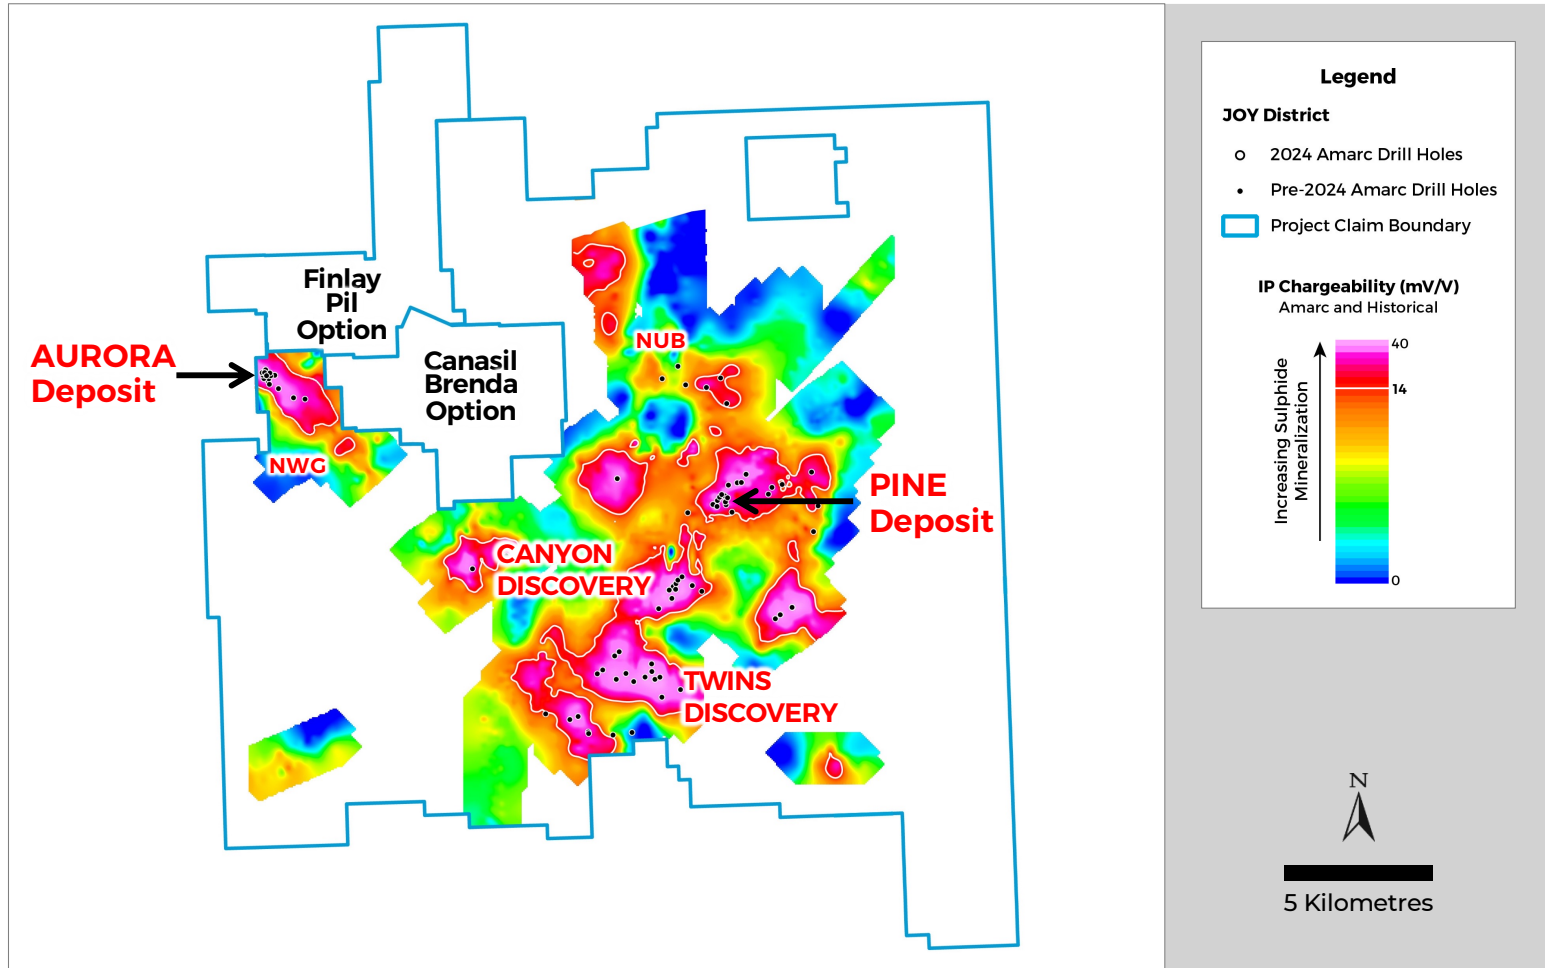 Finlay
Pil
Option
AURORA
Deposit
Canasil
Brenda
Option
NUB
NWG
PINE
Deposit
CANYON
DISCOVERY
TWINS
DISCOVERY
Legend
JOY District
2024 Amarc Drill Holes
Pre-2024 Amarc Drill Holes
Project Claim Boundary
IP Chargeability (mV/V)
Amarc and Historical
Increasing Sulphide
Mineralization
40
14
0
N
5 Kilometres